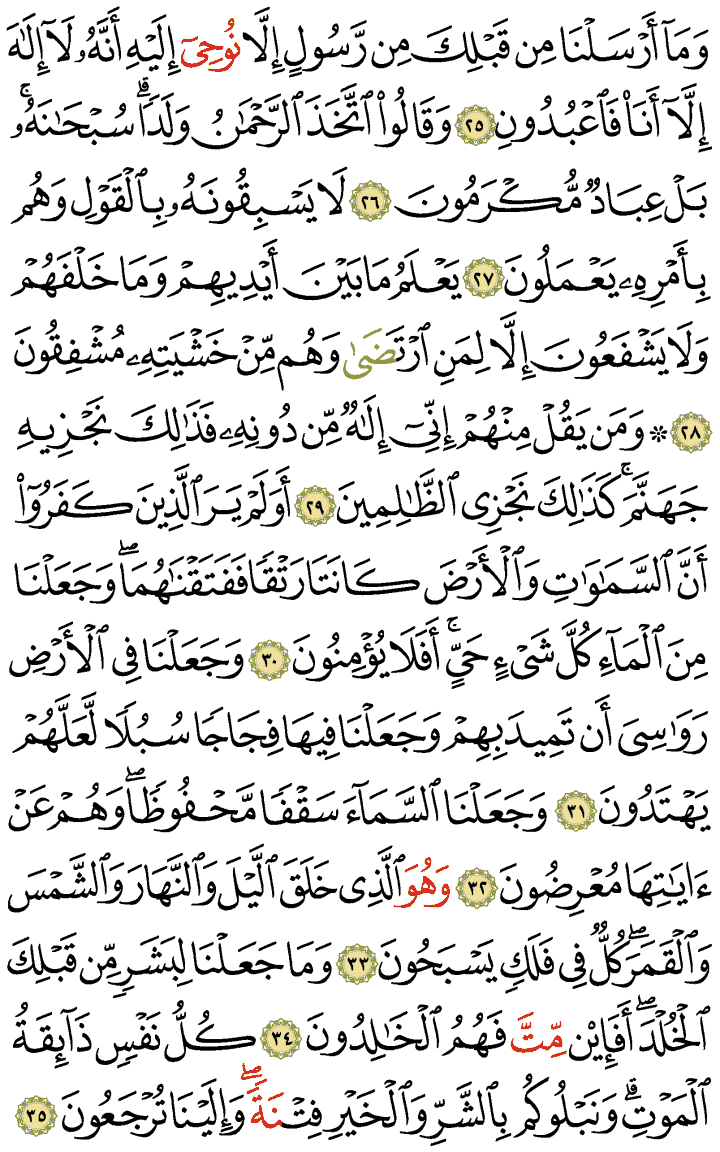 وَمَآ أَرْسَلْنَا مِن قَبْلِكَ مِن رَّسُولٍ إِلَّا نُوحِىٓ إِلَيْهِ أَنَّهُۥ لَآ إِلَٰهَ
إِلَّآ أَنَا۠ فَٱعْبُدُونِ ٢٥ وَقَالُوا۟ ٱتَّخَذَ ٱلرَّحْمَٰنُ وَلَدًا ۗ سُبْحَٰنَهُۥ ۚ
بَلْ عِبَادٌ مُّكْرَمُونَ ٢٦ لَا يَسْبِقُونَهُۥ بِٱلْقَوْلِ وَهُم
بِأَمْرِهِۦ يَعْمَلُونَ ٢٧ يَعْلَمُ مَا بَيْنَ أَيْدِيهِمْ وَمَا خَلْفَهُمْ
وَلَا يَشْفَعُونَ إِلَّا لِمَنِ ٱرْتَضَىٰ وَهُم مِّنْ خَشْيَتِهِۦ مُشْفِقُونَ
٢٨ ۞ وَمَن يَقُلْ مِنْهُمْ إِنِّىٓ إِلَٰهٌ مِّن دُونِهِۦ فَذَٰلِكَ نَجْزِيهِ
جَهَنَّمَ ۚ كَذَٰلِكَ نَجْزِى ٱلظَّٰلِمِينَ ٢٩ أَوَلَمْ يَرَ ٱلَّذِينَ كَفَرُوٓا۟
أَنَّ ٱلسَّمَٰوَٰتِ وَٱلْأَرْضَ كَانَتَا رَتْقًا فَفَتَقْنَٰهُمَا ۖ وَجَعَلْنَا
مِنَ ٱلْمَآءِ كُلَّ شَىْءٍ حَىٍّ ۚ أَفَلَا يُؤْمِنُونَ ٣٠ وَجَعَلْنَا فِى ٱلْأَرْضِ
رَوَٰسِىَ أَن تَمِيدَ بِهِمْ وَجَعَلْنَا فِيهَا فِجَاجًا سُبُلًا لَّعَلَّهُمْ
يَهْتَدُونَ ٣١ وَجَعَلْنَا ٱلسَّمَآءَ سَقْفًا مَّحْفُوظًا ۖ وَهُمْ عَنْ
ءَايَٰتِهَا مُعْرِضُونَ ٣٢ وَهُوَ ٱلَّذِى خَلَقَ ٱلَّيْلَ وَٱلنَّهَارَ وَٱلشَّمْسَ
وَٱلْقَمَرَ ۖ كُلٌّ فِى فَلَكٍ يَسْبَحُونَ ٣٣ وَمَا جَعَلْنَا لِبَشَرٍ مِّن قَبْلِكَ
ٱلْخُلْدَ ۖ أَفَإِي۟ن مِّتَّ فَهُمُ ٱلْخَٰلِدُونَ ٣٤ كُلُّ نَفْسٍ ذَآئِقَةُ
ٱلْمَوْتِ ۗ وَنَبْلُوكُم بِٱلشَّرِّ وَٱلْخَيْرِ فِتْنَةً ۖ وَإِلَيْنَا تُرْجَعُونَ ٣٥